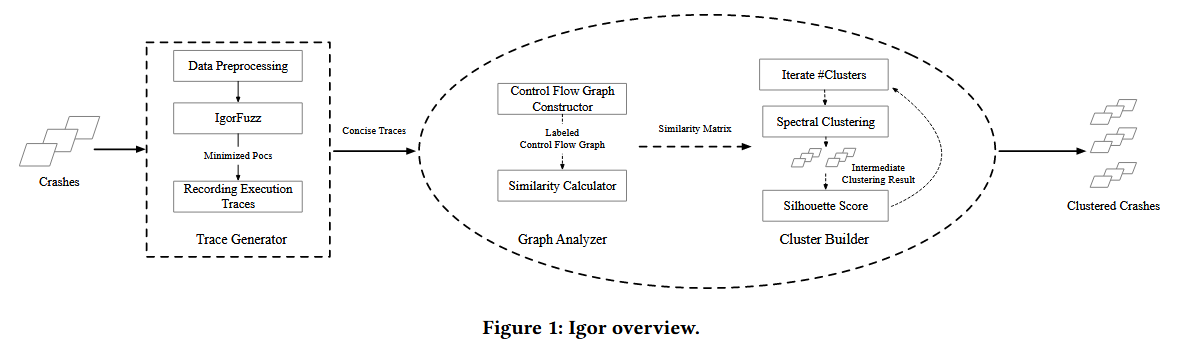 Crashes
Data Preprocessing
IgorFuzz
Minimized Pocs
Recording Execution
Traces
Trace Generator
Concise Traces
Control Flow Graph
Constructor
Labeled
Control Flow Graph
Similarity Calculator
Graph Analyzer
Similarity Matrix
Iterate #Clusters
Spectral Clustering
Intermediate
Clustering Result
Silhouette Score
Cluster Builder
Clustered Crashes
Figure 1: Igor overview.